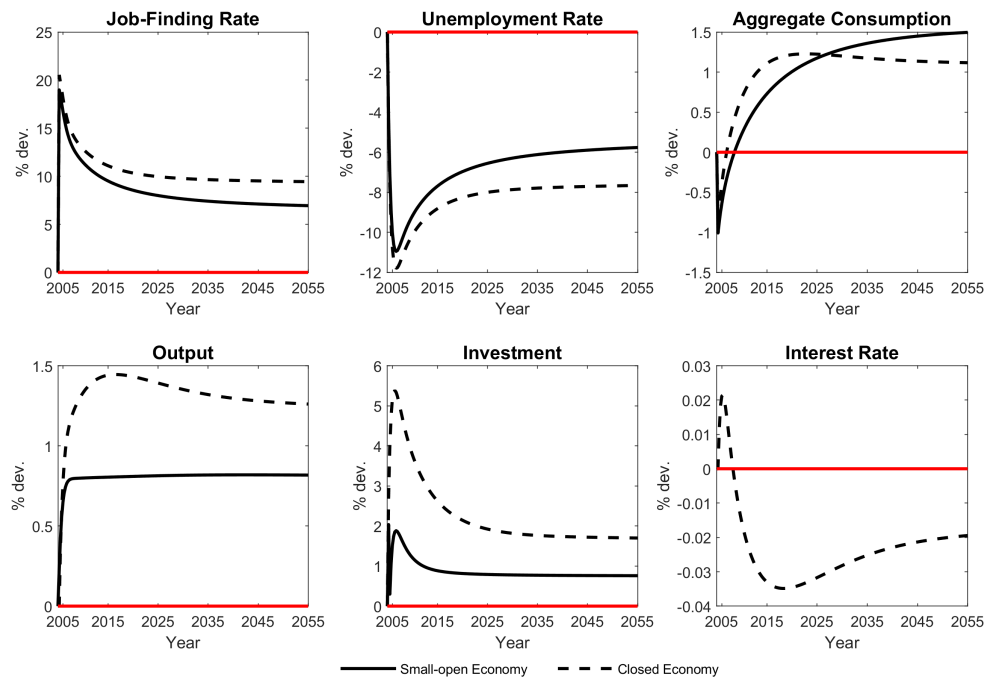 Job-Finding Rate
25
20
15
10
5
0
% dev.
2005 2015 2025 2035 2045 2055
Year
Unemployment Rate
0
-2
-4
-6
-8
-10
-12
% dev.
2005 2015 2025 2035 2045 2055
Year
Aggregate Consumption
1.5
1
0.5
0
-0.5
-1
-1.5
% dev.
2005 2015 2025 2035 2045 2055
Year
Output
1.5
1
0.5
0
% dev.
2005 2015 2025 2035 2045 2055
Year
Investment
6
5
4
3
2
1
0
% dev.
2005 2015 2025 2035 2045 2055
Year
Interest Rate
0.03
0.02
0.01
0
-0.01
-0.02
-0.03
-0.04
% dev.
2005 2015 2025 2035 2045 2055
Year
Small-open Economy Closed Economy